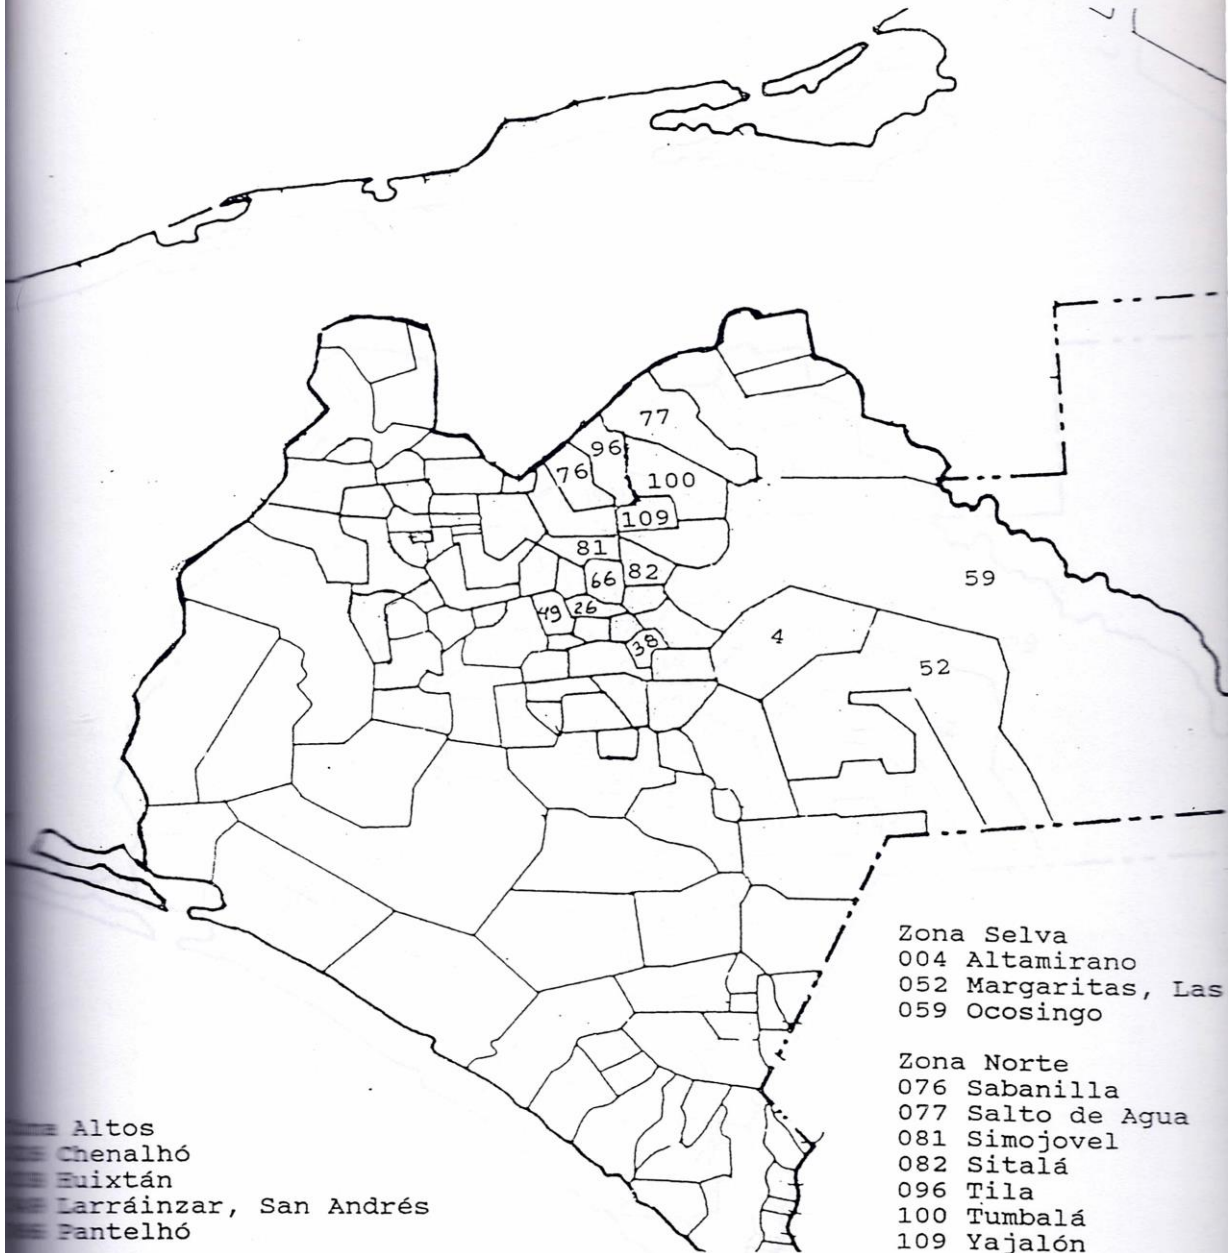 77
96
76
100
109
81
82
66
59
49
26
4
38
52
Zona Selva
004 Altamirano
052 Margaritas, Las
059 Ocosingo
Zona Norte
076 Sabanilla
077 Salto de Agua
081 Simojovel
082 Sitalá
096 Tila
100 Tumbalá
109 Yajalón
Altos
Chenalhó
Huixtán
Larráinzar, San Andrés
Pantelhó